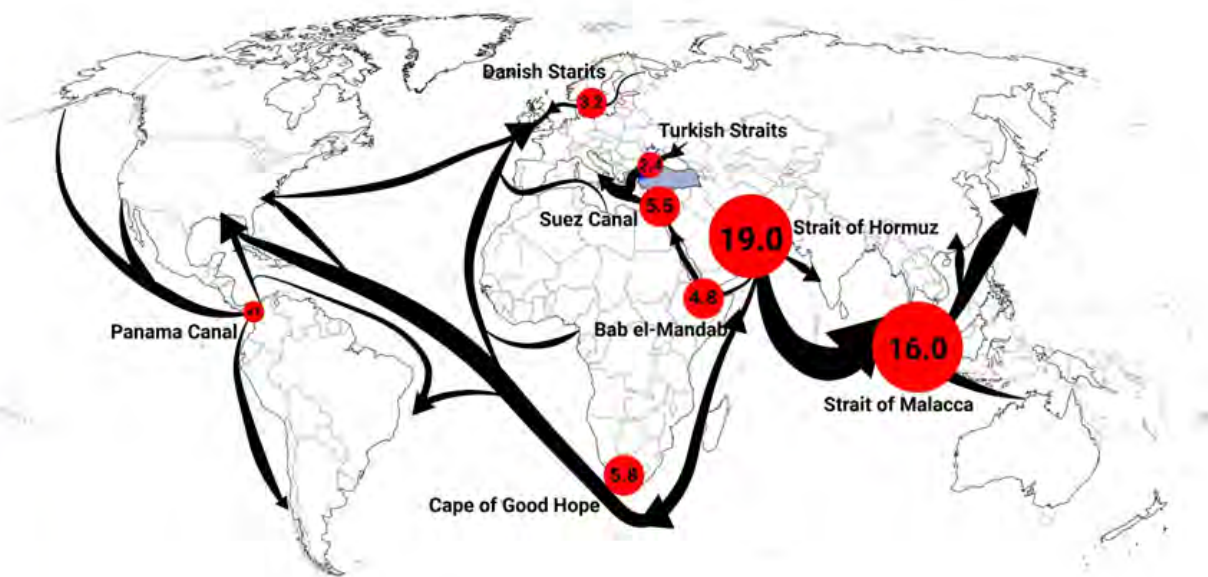 Danish Starits
3.2
Turkish Straits
2.4
Suez Canal
5.5
19.0
Strait of Hormuz
4.8
Bab el-Mandab
Panama Canal
16.0
Strait of Malacca
5.8
Cape of Good Hope